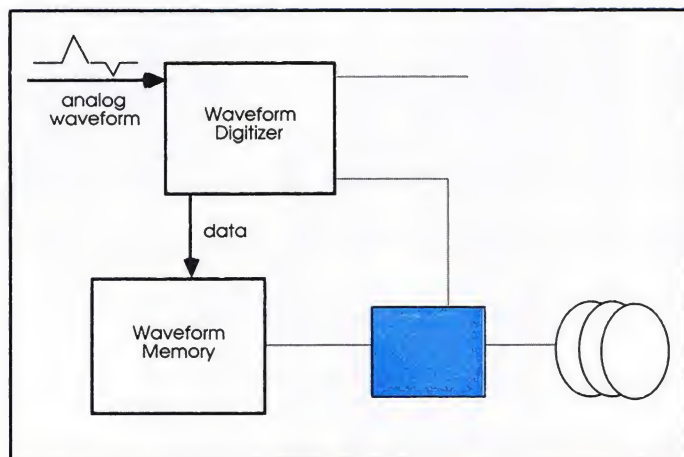 analog
waveform
Waveform
Digitizer
data
Waveform
Memory